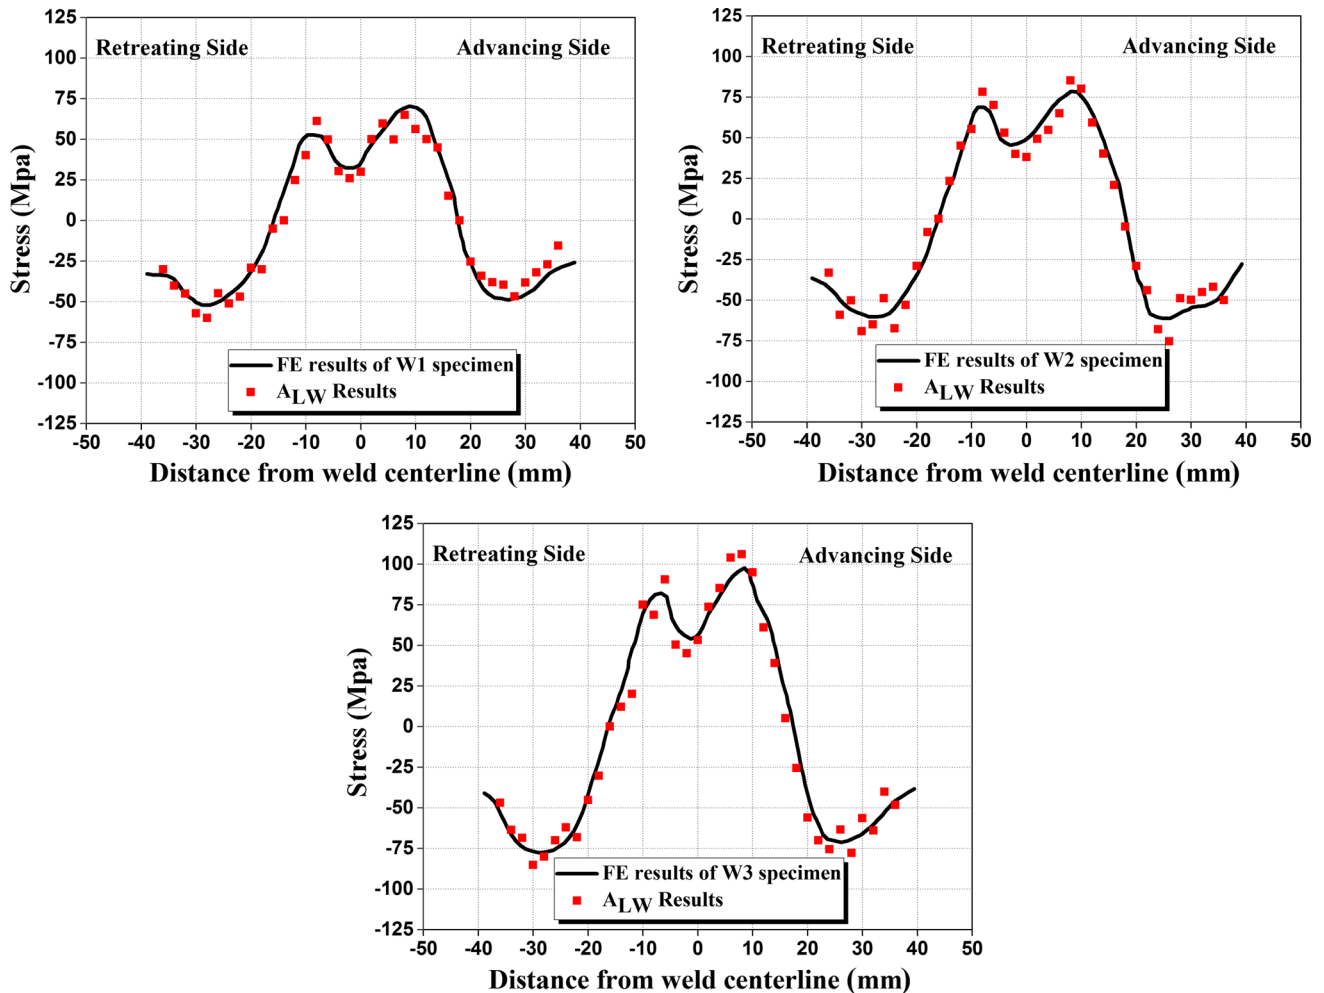 125
100
75
50
25
0
-25
-50
-75
-100
-125
Stress (Mpa)
Retreating Side
Advancing Side
FE results of W1 specimen
ALW Results
-50 -40 -30 -20 -10 0 10 20 30 40 50
Distance from weld centerline (mm)
125
100
75
50
25
0
-25
-50
-75
-100
-125
Stress (Mpa)
Retreating Side
Advancing Side
FE results of W2 specimen
ALW Results
-50 -40 -30 -20 -10 0 10 20 30 40 50
Distance from weld centerline (mm)
125
100
75
50
25
0
-25
-50
-75
-100
-125
Stress (Mpa)
Retreating Side
Advancing Side
FE results of W3 specimen
ALW Results
-50 -40 -30 -20 -10 0 10 20 30 40 50
Distance from weld centerline (mm)